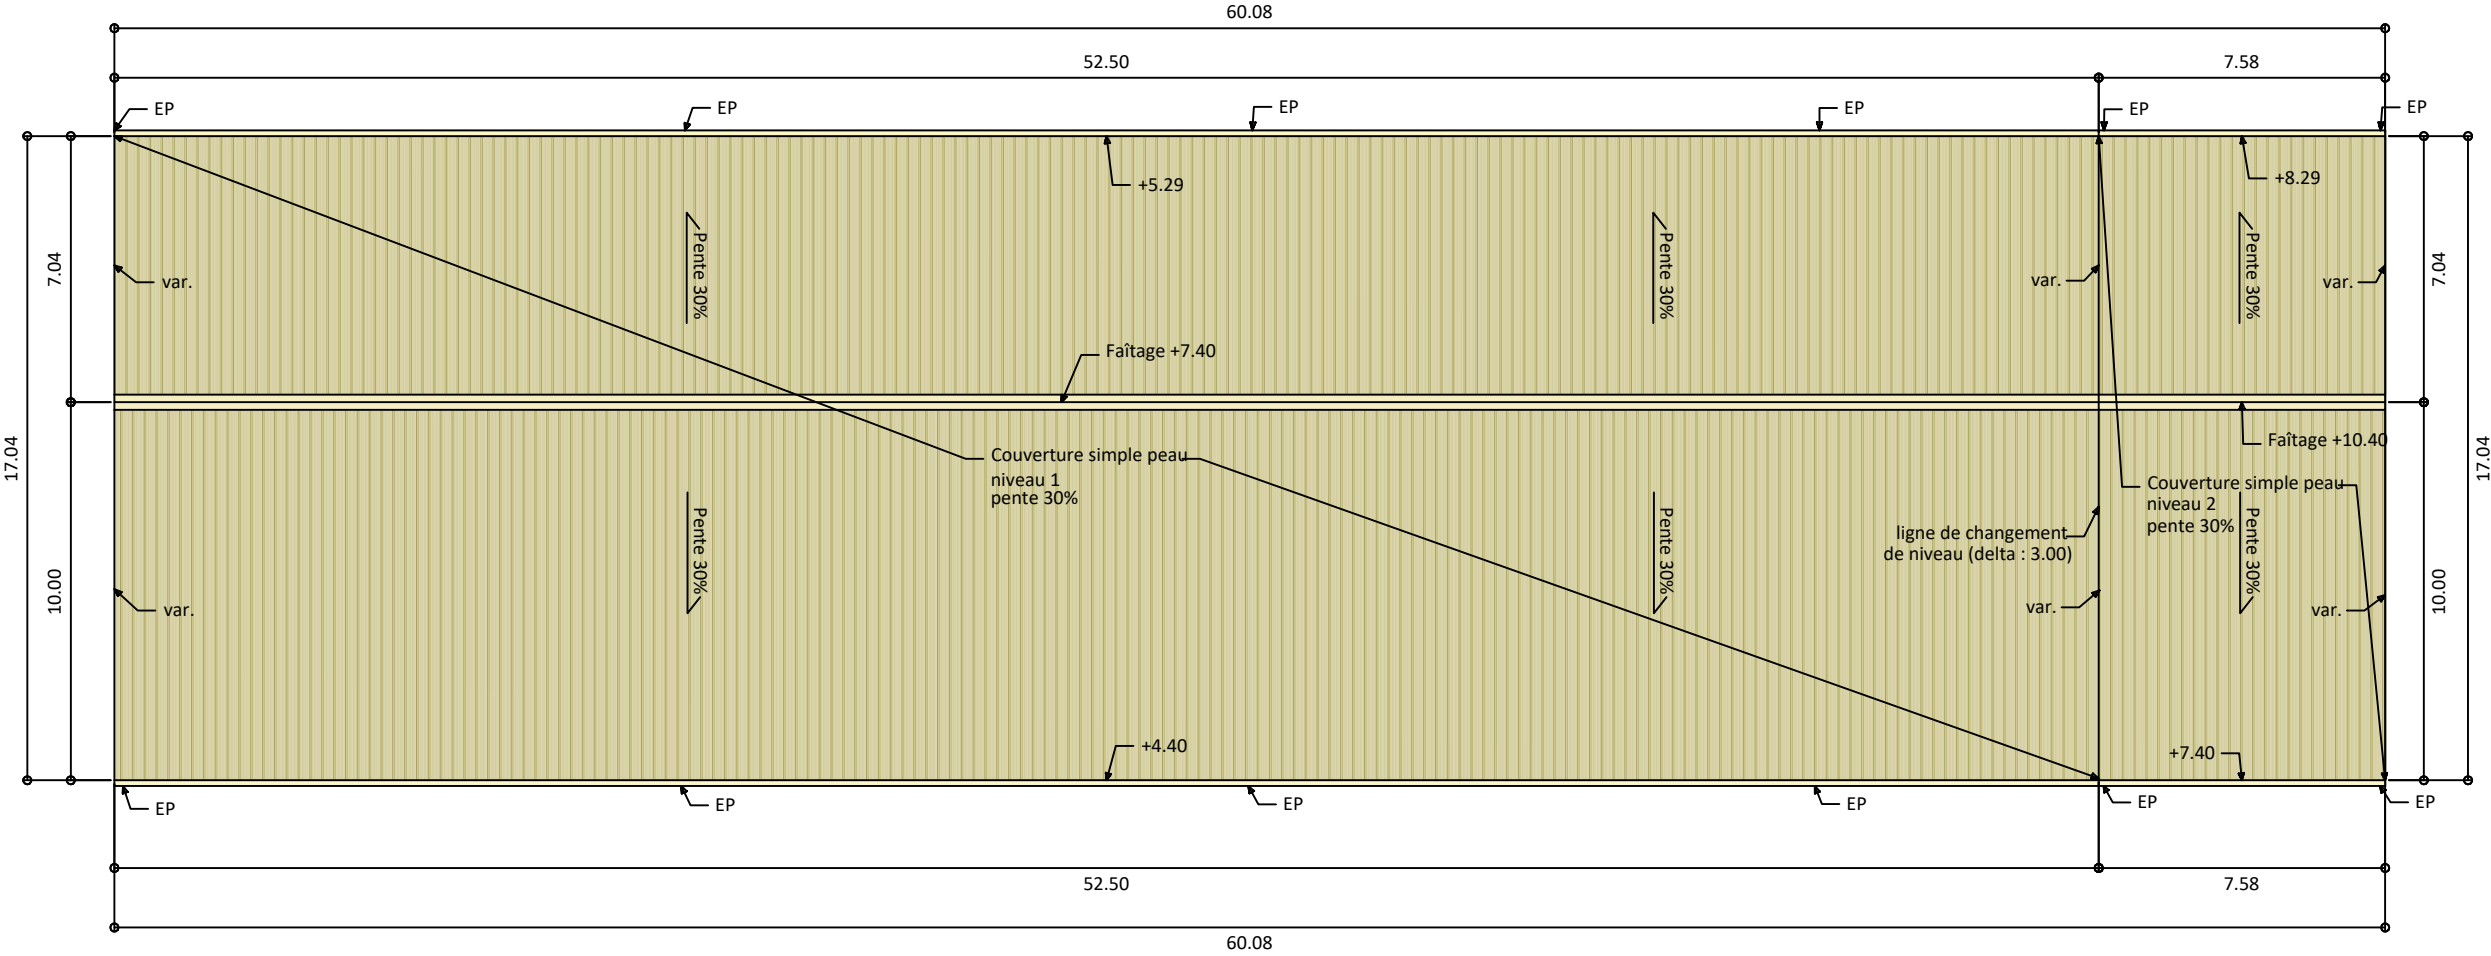 60.08
52.50
7.58
EP
EP
EP
EP
EP
EP
+5.29
+8.29
7.04
Pente 30%
Pente 30%
Pente 30%
7.04
var.
var.
var.
Faîtage +7.40
17.04
Faîtage +10.40
17.04
Couverture simple peau
niveau 1
pente 30%
Couverture simple peau
niveau 2
pente 30%
ligne de changement
de niveau (delta : 3.00)
10.00
Pente 30%
Pente 30%
Pente 30%
10.00
var.
var.
var.
+4.40
+7.40
EP
EP
EP
EP
EP
EP
52.50
7.58
60.08